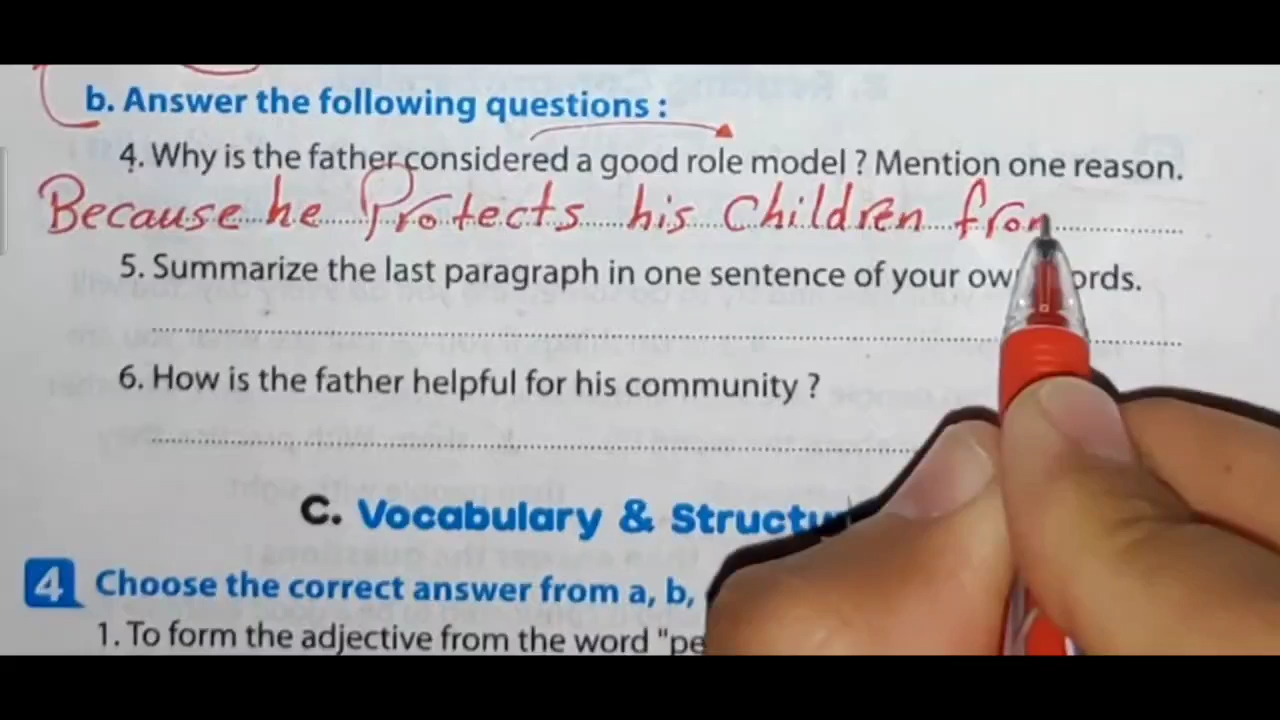 b. Answer the following questions :
4. Why is the father considered a good role model ? Mention one reason.
Because he Protects his Children from
5. Summarize the last paragraph in one sentence of your own words.
6. How is the father helpful for his community ?
C. Vocabulary &
4 Choose the correct answer from a, b,
1. To form the adjective from the word "pe